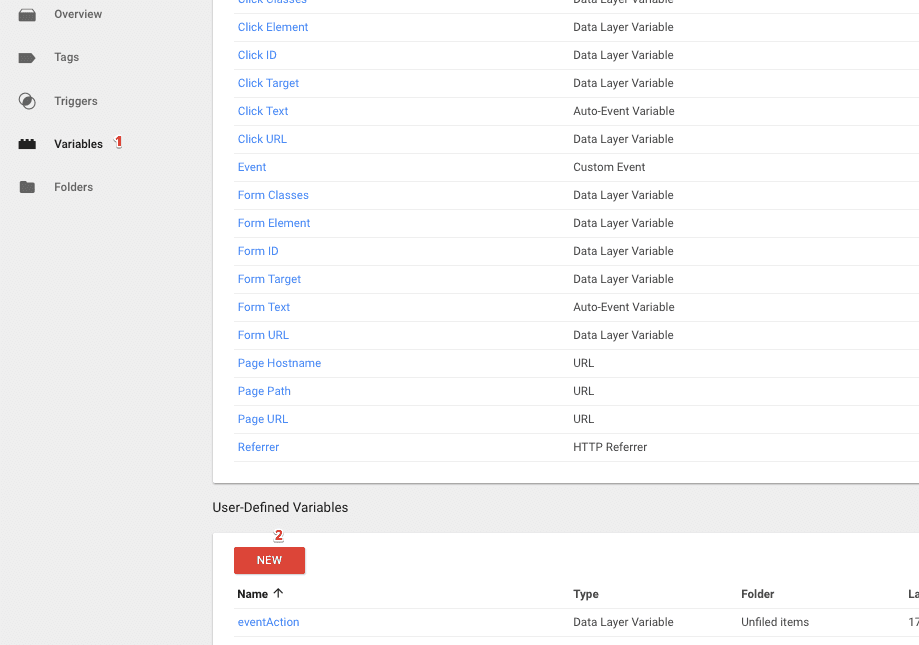 Overview
Tags
Triggers
Variables 1
Folders
Click Classes Data Layer Variable
Click Element Data Layer Variable
Click ID Data Layer Variable
Click Target Data Layer Variable
Click Text Auto-Event Variable
Click URL Data Layer Variable
Event Custom Event
Form Classes Data Layer Variable
Form Element Data Layer Variable
Form ID Data Layer Variable
Form Target Data Layer Variable
Form Text Auto-Event Variable
Form URL Data Layer Variable
Page Hostname URL
Page Path URL
Page URL URL
Referrer HTTP Referrer
User-Defined Variables
2
NEW
Name Type Folder La
eventAction Data Layer Variable Unfiled items 17